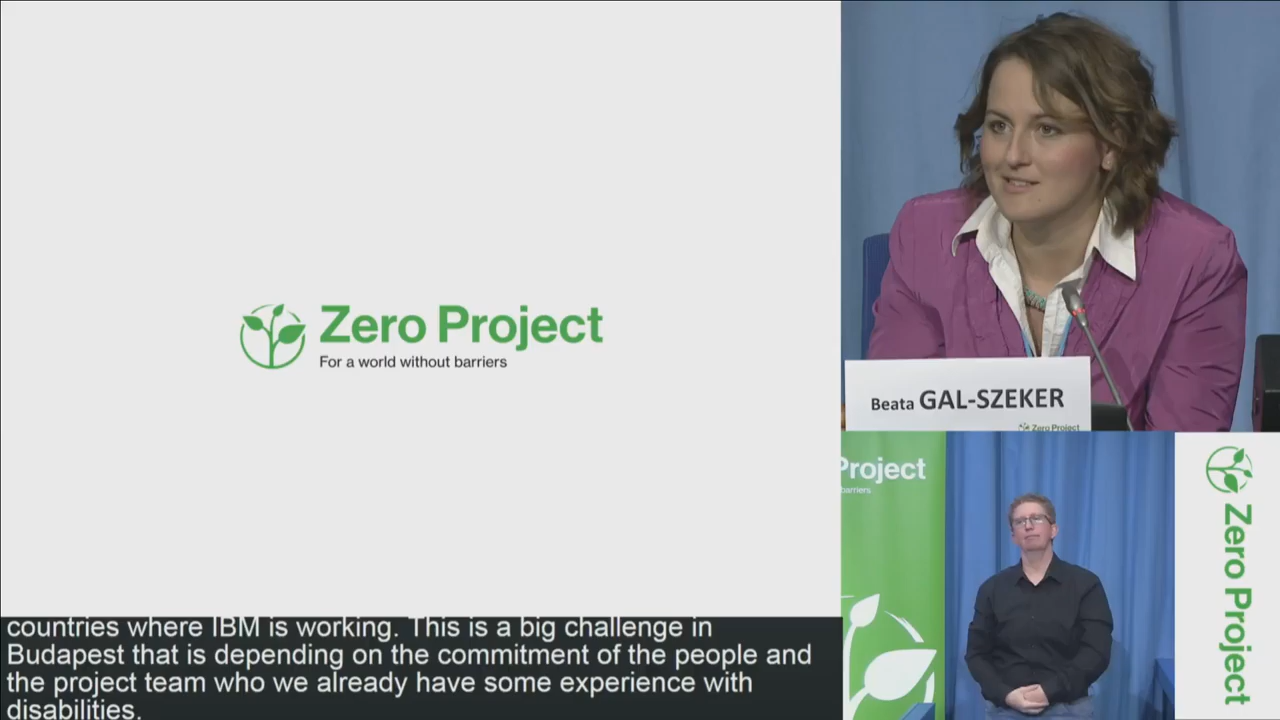 Zero Project
For a world without barriers
countries where IBM is working. This is a big challenge in
Budapest that is depending on the commitment of the people and
the project team who we already have some experience with
disabilities.
Beata GAL-SZEKER
Zero Project
Project
barriers
Zero Project